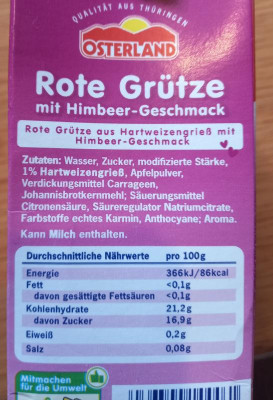 QUALITÄT AUS THÜRINGEN
OSTERLAND
Rote Grütze
mit Himbeer-Geschmack
Rote Grütze aus Hartweizengrieß mit
Himbeer-Geschmack
Zutaten: Wasser, Zucker, modifizierte Stärke,
1% Hartweizengrieß, Apfelpulver,
Verdickungsmittel Carrageen,
Johannisbrotkernmehl; Säuerungsmittel
Citronensäure, Säureregulator Natriumcitrate,
Farbstoffe echtes Karmin, Anthocyane; Aroma.
Kann Milch enthalten.
Durchschnittliche Nährwerte pro 100g
Energie 366kJ/86kcal
Fett <0,1g
davon gesättigte Fettsäuren <0,1g
Kohlenhydrate 21,2g
davon Zucker 16,9g
Eiweiß 0,2g
Salz 0,08g
Mitmachen
für die Umwelt